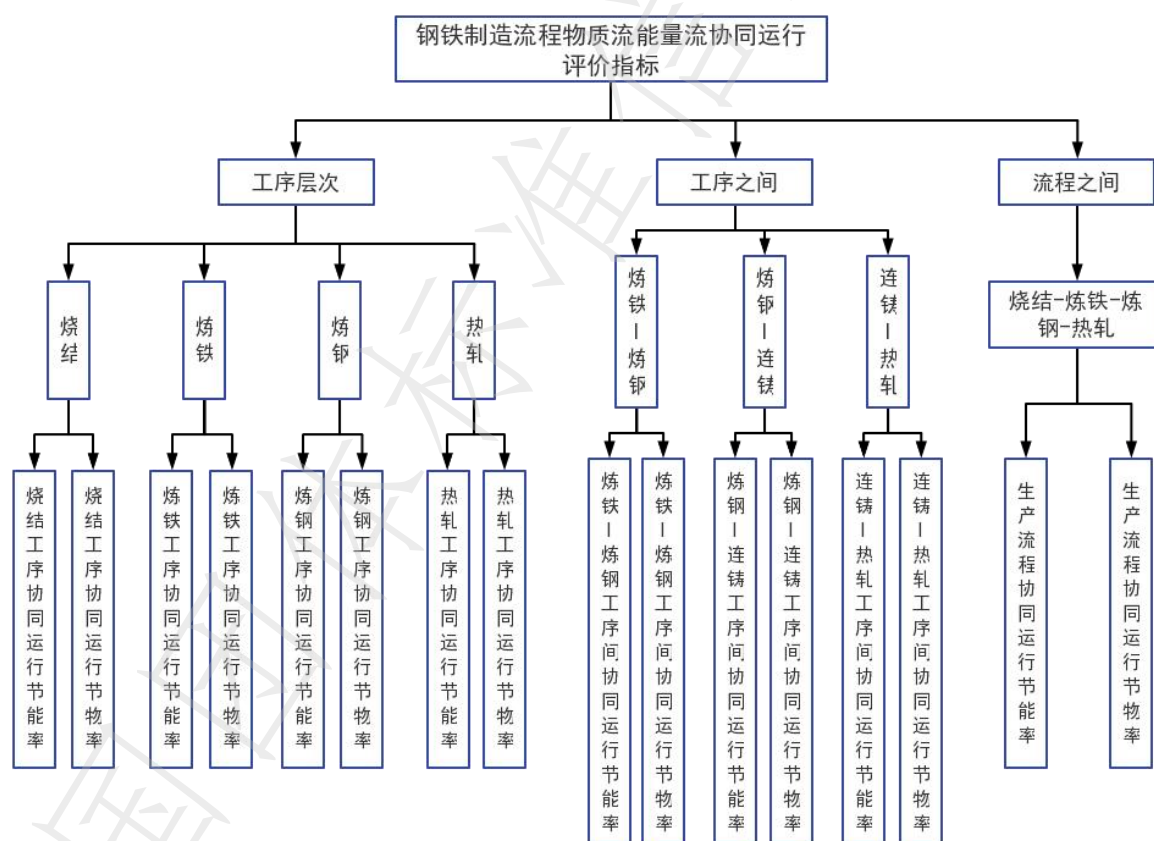 钢铁制造流程物质流能量流协同运行
评价指标
工序层次
工序之间
流程之间
烧结
炼铁
炼钢
热轧
炼铁-炼钢
炼钢-连铸
连铸-热轧
烧结-炼铁-炼
钢-热轧
烧结工序协同运行节能率
烧结工序协同运行节物率
炼铁工序协同运行节能率
炼铁工序协同运行节物率
炼钢工序协同运行节能率
炼钢工序协同运行节物率
热轧工序协同运行节能率
热轧工序协同运行节物率
炼铁-炼钢工序间协同运行节能率
炼铁-炼钢工序间协同运行节物率
炼钢-连铸工序间协同运行节能率
炼钢-连铸工序间协同运行节物率
连铸-热轧工序间协同运行节能率
连铸-热轧工序间协同运行节物率
生产流程协同运行节能率
生产流程协同运行节物率
国团体标准信